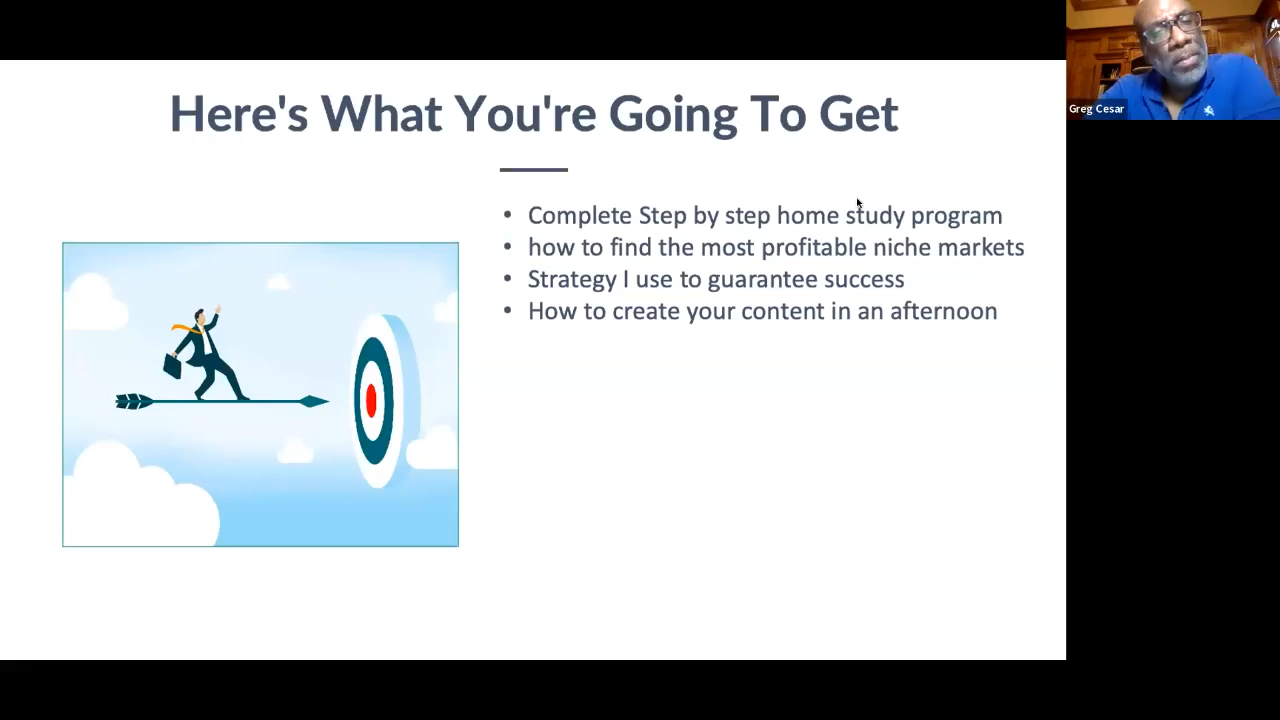 Here's What You're Going To Get
• Complete Step by step home study program
• how to find the most profitable niche markets
• Strategy I use to guarantee success
• How to create your content in an afternoon
Greg Cesar